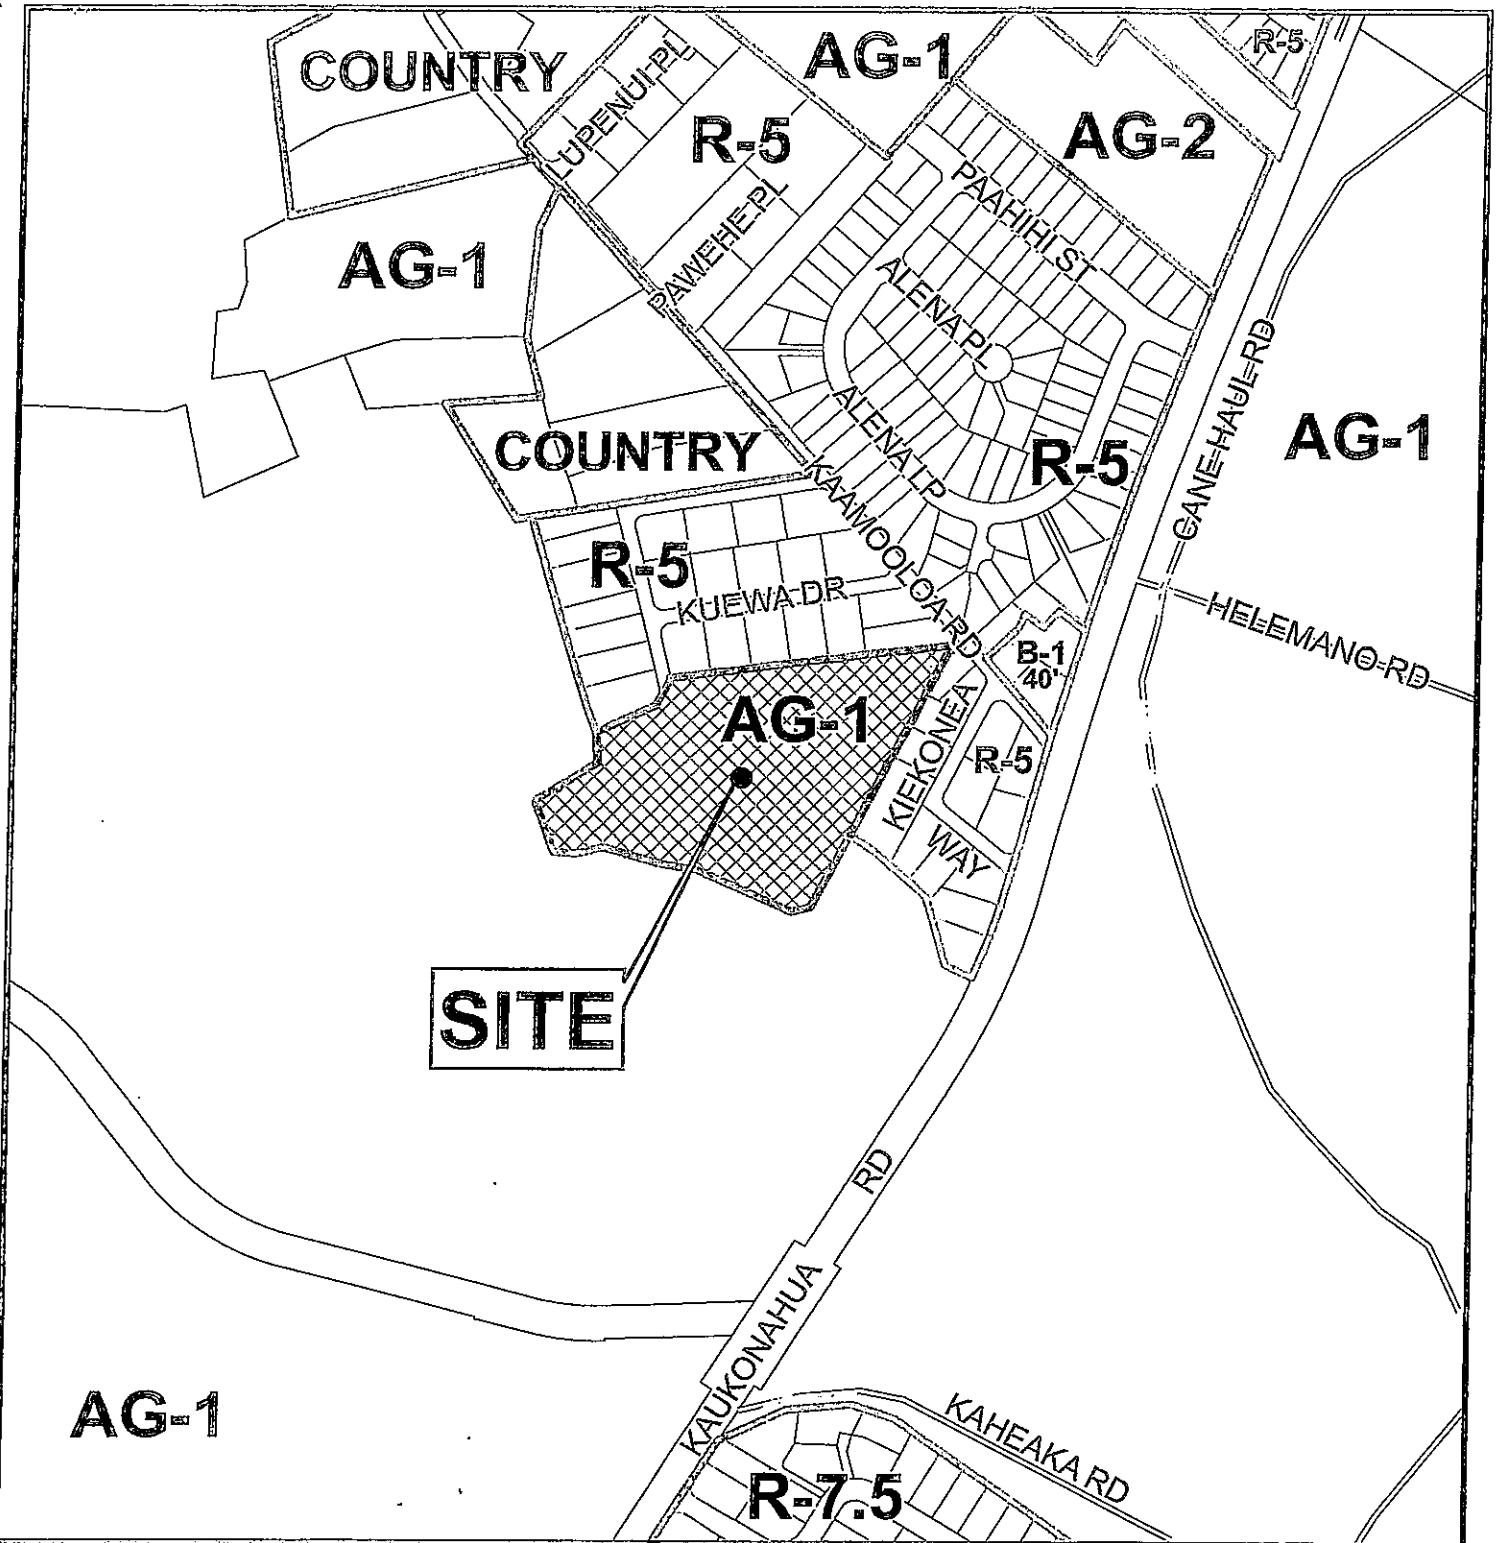 COUNTRY
LUPENUI PL
AG-1
R-5
R-5
AG-2
PAAHIHI ST
AG-1
PAWEHE PL
ALENA PL
CANE HAUL RD
ALENA LP
AG-1
COUNTRY
R-5
KAAMOOLOA RD
R-5
KUEWA DR
HELEMANO RD
B-1
40'
AG-1
KIEKONEA
WAY
R-5
SITE
KAUKONAHUA
RD
AG-1
KAHEAKA RD
R-7.5